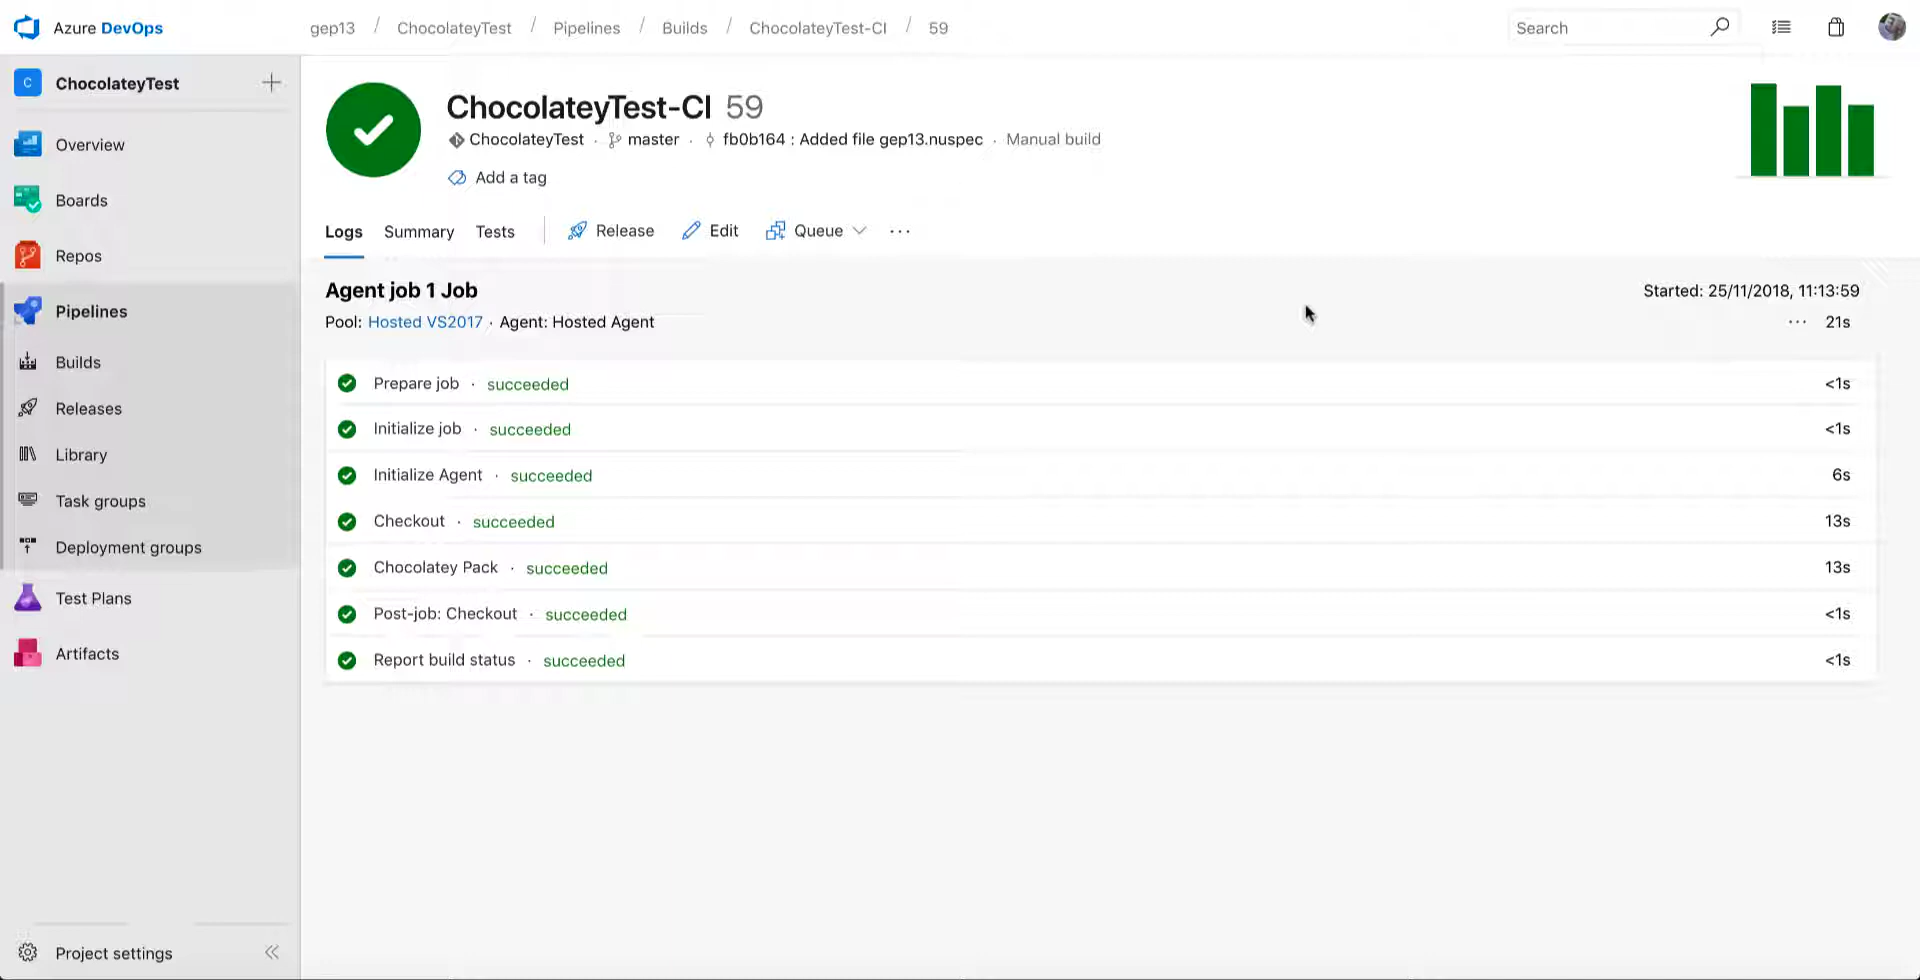 Azure DevOps
gep13 / ChocolateyTest / Pipelines / Builds / ChocolateyTest-CI / 59
Search
C ChocolateyTest
Overview
Boards
Repos
Pipelines
Builds
Releases
Library
Task groups
Deployment groups
Test Plans
Artifacts
Project settings
ChocolateyTest-CI 59
ChocolateyTest · master · fb0b164 : Added file gep13.nuspec · Manual build
Add a tag
Logs Summary Tests Release Edit Queue ...
Agent job 1 Job
Started: 25/11/2018, 11:13:59
Pool: Hosted VS2017 · Agent: Hosted Agent
... 21s
Prepare job · succeeded <1s
Initialize job · succeeded <1s
Initialize Agent · succeeded 6s
Checkout · succeeded 13s
Chocolatey Pack · succeeded 13s
Post-job: Checkout · succeeded <1s
Report build status · succeeded <1s